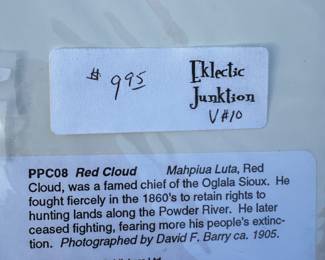 $ 9.95
Eklectic
Junktion
V#10
PPC08 Red Cloud Mahpiua Luta, Red
Cloud, was a famed chief of the Oglala Sioux. He
fought fiercely in the 1860's to retain rights to
hunting lands along the Powder River. He later
ceased fighting, fearing more his people's extinc-
tion. Photographed by David F. Barry ca. 1905.